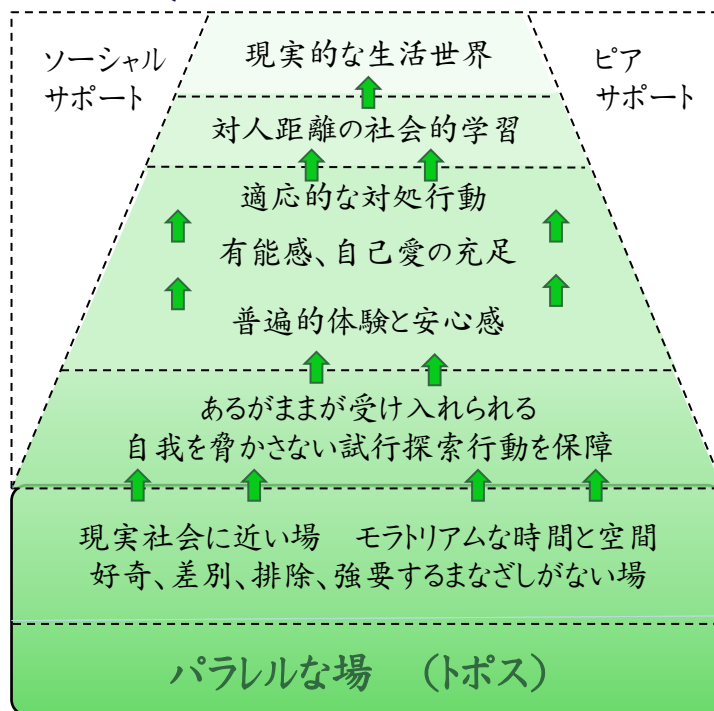 ソーシャル
サポート
現実的な生活世界
ピア
サポート
対人距離の社会的学習
適応的な対処行動
有能感、自己愛の充足
普遍的体験と安心感
あるがままが受け入れられる
自我を脅かさない試行探索行動を保障
現実社会に近い場　モラトリアムな時間と空間
好奇、差別、排除、強要するまなざしがない場
パラレルな場　（トポス）